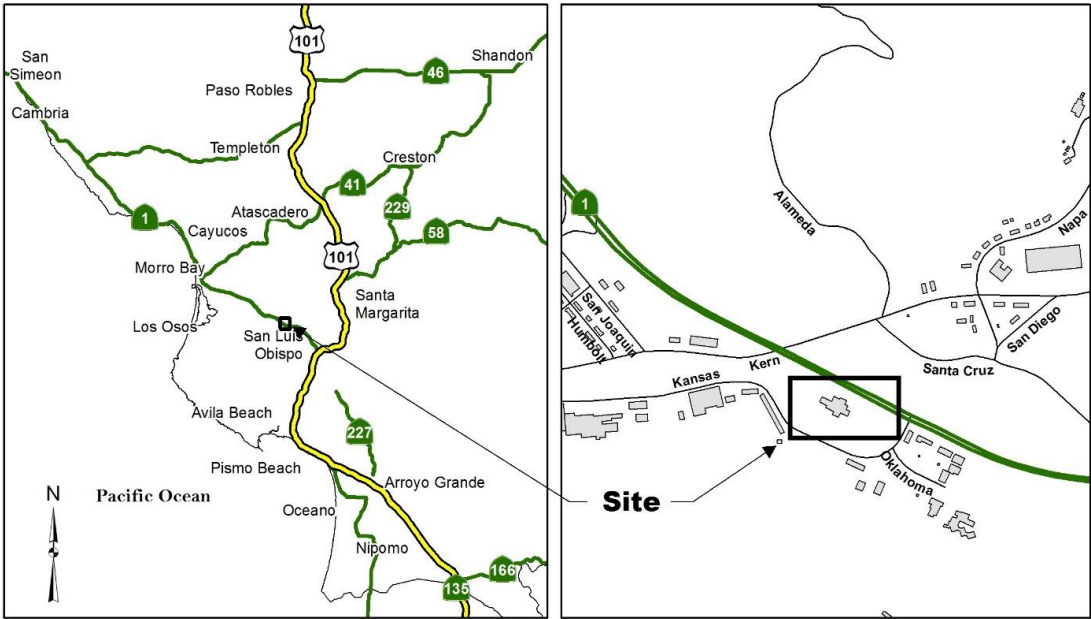 101
San
Simeon
Shandon
46
Paso Robles
Cambria
Templeton
Creston
41
Atascadero
229
1
Cayucos
58
101
Morro Bay
Santa
Margarita
Los Osos
San Luis
Obispo
Avila Beach
227
Pismo Beach
N
Pacific Ocean
Arroyo Grande
Oceano
Nipomo
166
135
1
Alameda
Napa
San Joaquin
Humbolt
San Diego
Kern
Santa Cruz
Kansas
Oklahoma
Site